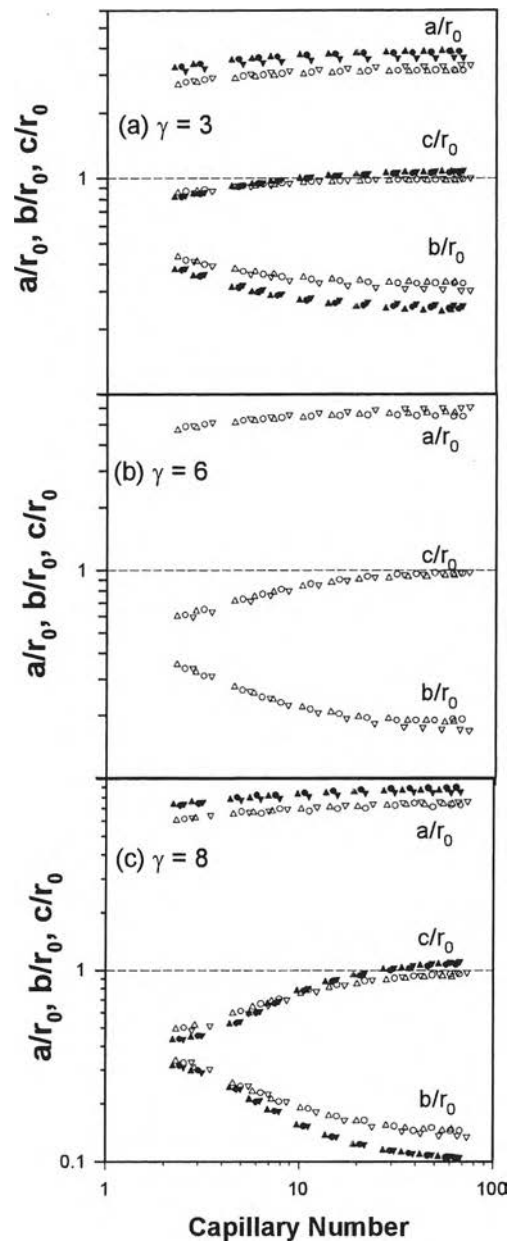 a/r₀
(a) γ = 3
c/r₀
1
b/r₀
a/r₀, b/r₀, c/r₀
a/r₀
(b) γ = 6
c/r₀
1
b/r₀
a/r₀, b/r₀, c/r₀
a/r₀
(c) γ = 8
c/r₀
1
b/r₀
a/r₀, b/r₀, c/r₀
0.1
1 10 100
Capillary Number